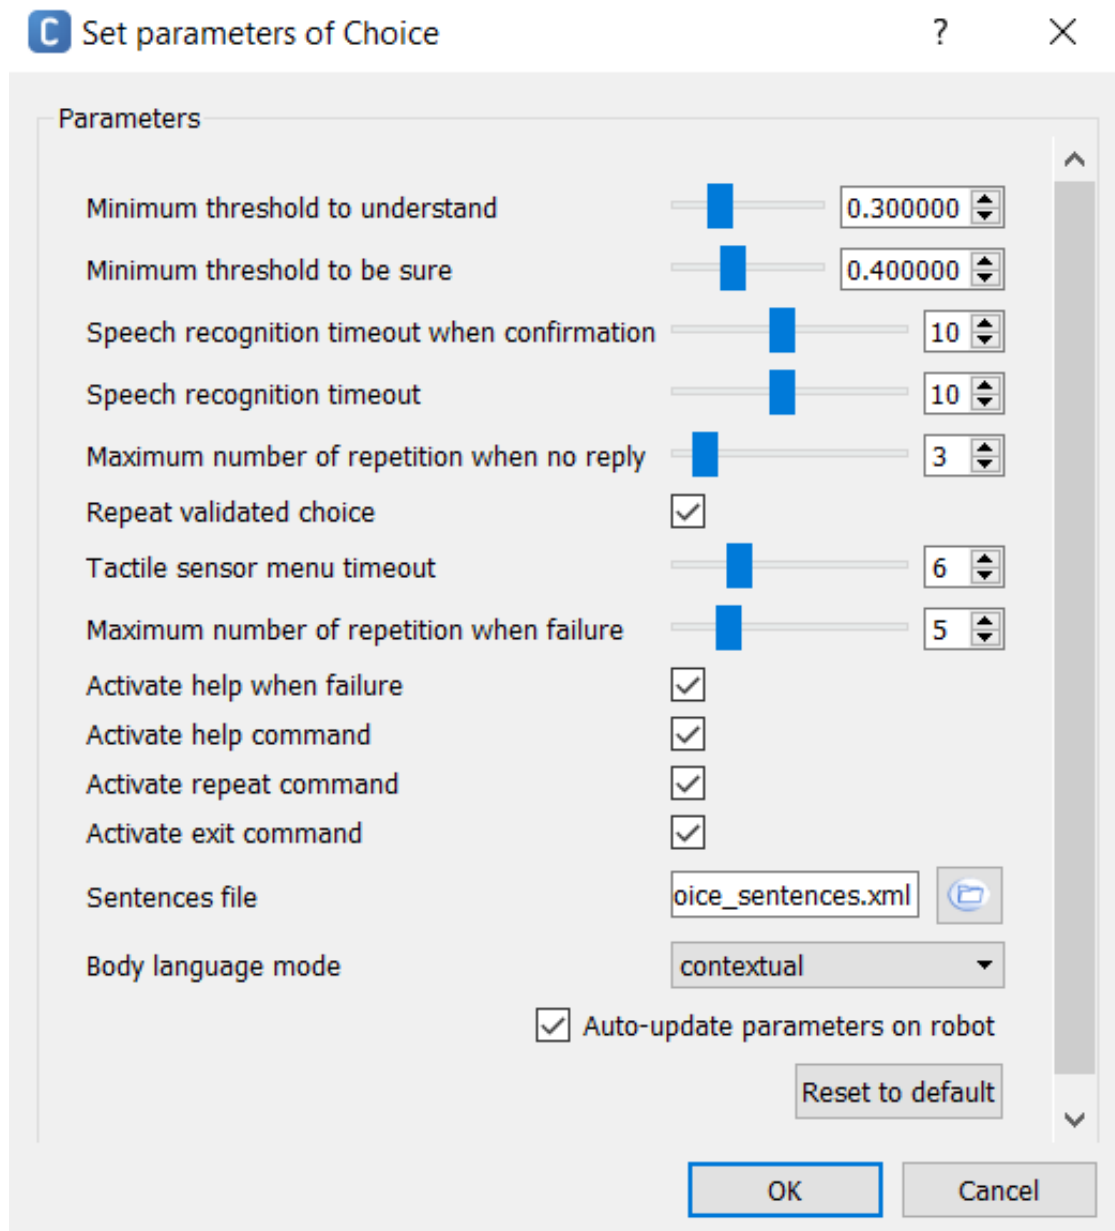 C Set parameters of Choice ?
Parameters
Minimum threshold to understand 0.300000
Minimum threshold to be sure 0.400000
Speech recognition timeout when confirmation 10
Speech recognition timeout 10
Maximum number of repetition when no reply 3
Repeat validated choice
Tactile sensor menu timeout 6
Maximum number of repetition when failure 5
Activate help when failure
Activate help command
Activate repeat command
Activate exit command
Sentences file oice_sentences.xml
Body language mode contextual
Auto-update parameters on robot
Reset to default
OK Cancel